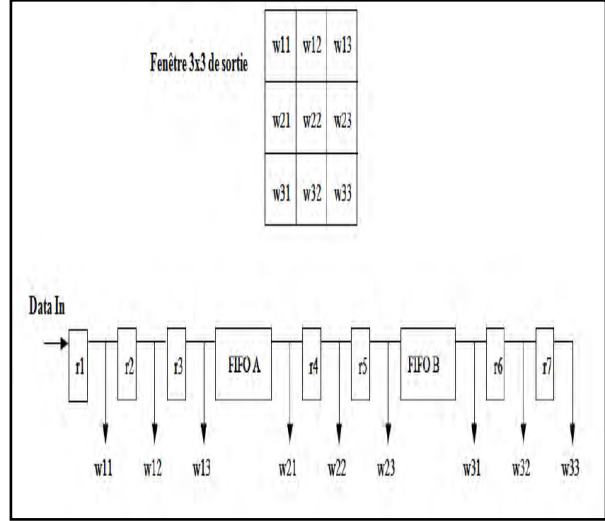 w11 w12 w13
Fenêtre 3x3 de sortie
w21 w22 w23
w31 w32 w33
Data In
r1 r2 r3 FIFO A r4 r5 FIFO B r6 r7
w11 w12 w13 w21 w22 w23 w31 w32 w33